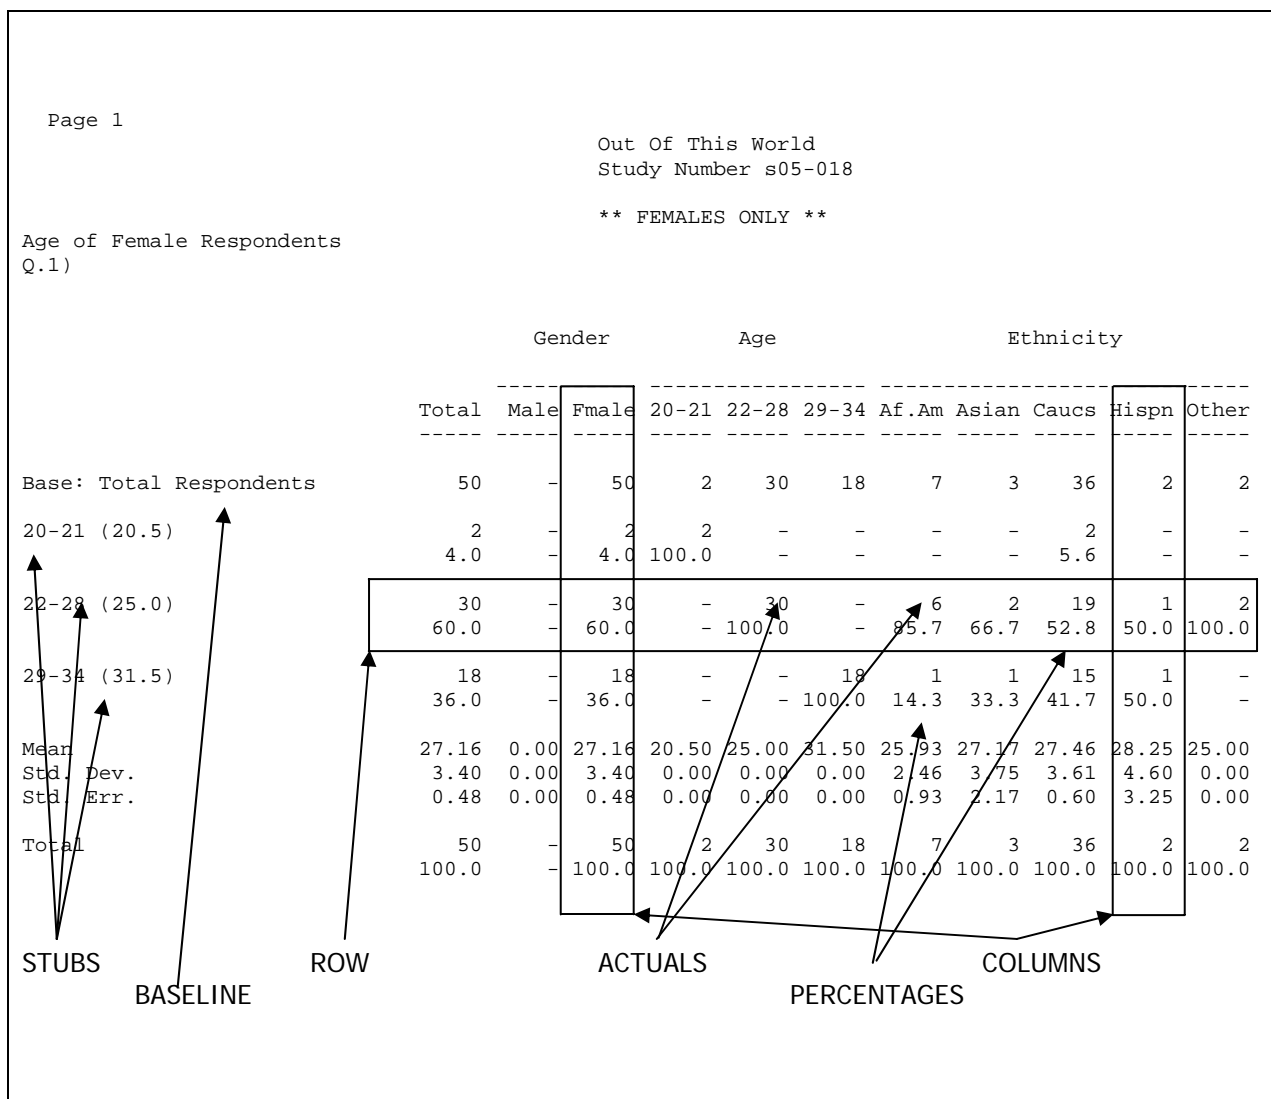 Page 1
Out Of This World
Study Number s05-018
** FEMALES ONLY **
Age of Female Respondents
Q.1)
Gender Age Ethnicity
Total Male Fmale 20-21 22-28 29-34 Af.Am Asian Caucs Hispn Other
Base: Total Respondents 50 - 50 2 30 18 7 3 36 2 2
20-21 (20.5) 2 - 2 2 - - - - 2 - -
4.0 - 4.0 100.0 - - - - 5.6 - -
22-28 (25.0) 30 - 30 - 30 - 6 2 19 1 2
60.0 - 60.0 - 100.0 - 85.7 66.7 52.8 50.0 100.0
29-34 (31.5) 18 - 18 - - 18 1 1 15 1 -
36.0 - 36.0 - - 100.0 14.3 33.3 41.7 50.0 -
Mean 27.16 0.00 27.16 20.50 25.00 31.50 25.93 27.17 27.46 28.25 25.00
Std. Dev. 3.40 0.00 3.40 0.00 0.00 0.00 2.46 3.75 3.61 4.60 0.00
Std. Err. 0.48 0.00 0.48 0.00 0.00 0.00 0.93 2.17 0.60 3.25 0.00
Total 50 - 50 2 30 18 7 3 36 2 2
100.0 - 100.0 100.0 100.0 100.0 100.0 100.0 100.0 100.0 100.0
STUBS ROW ACTUALS COLUMNS
BASELINE PERCENTAGES